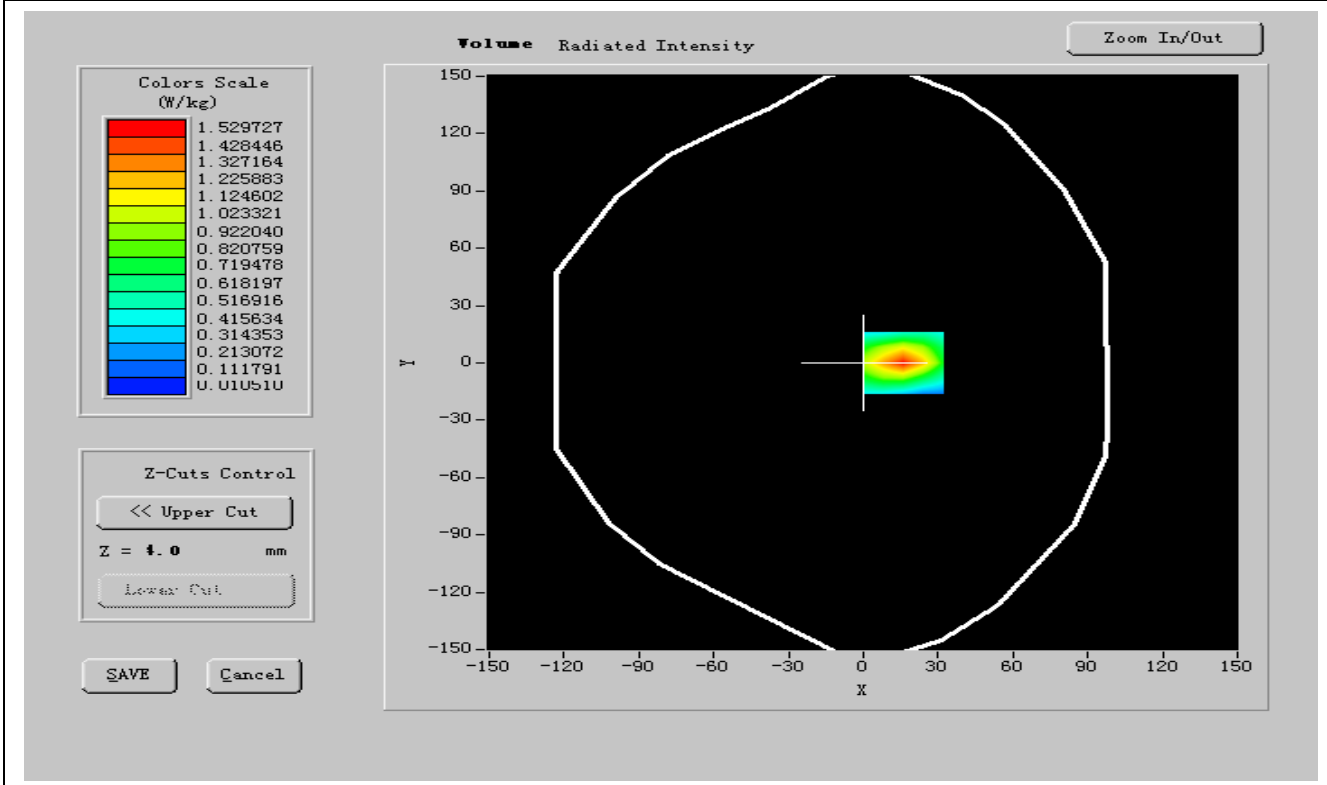 Volume Radiated Intensity
Zoom In/Out
Colors Scale
(W/kg)
1.529727
1.428446
1.327164
1.225883
1.124602
1.023321
0.922040
0.820759
0.719478
0.618197
0.516916
0.415634
0.314353
0.213072
0.111791
0.010510
Z-Cuts Control
<< Upper Cut
Z = 4.0 mm
Lower Cut
SAVE
Cancel
150
120
90
60
30
0
-30
-60
-90
-120
-150
Y
-150 -120 -90 -60 -30 0 30 60 90 120 150
X